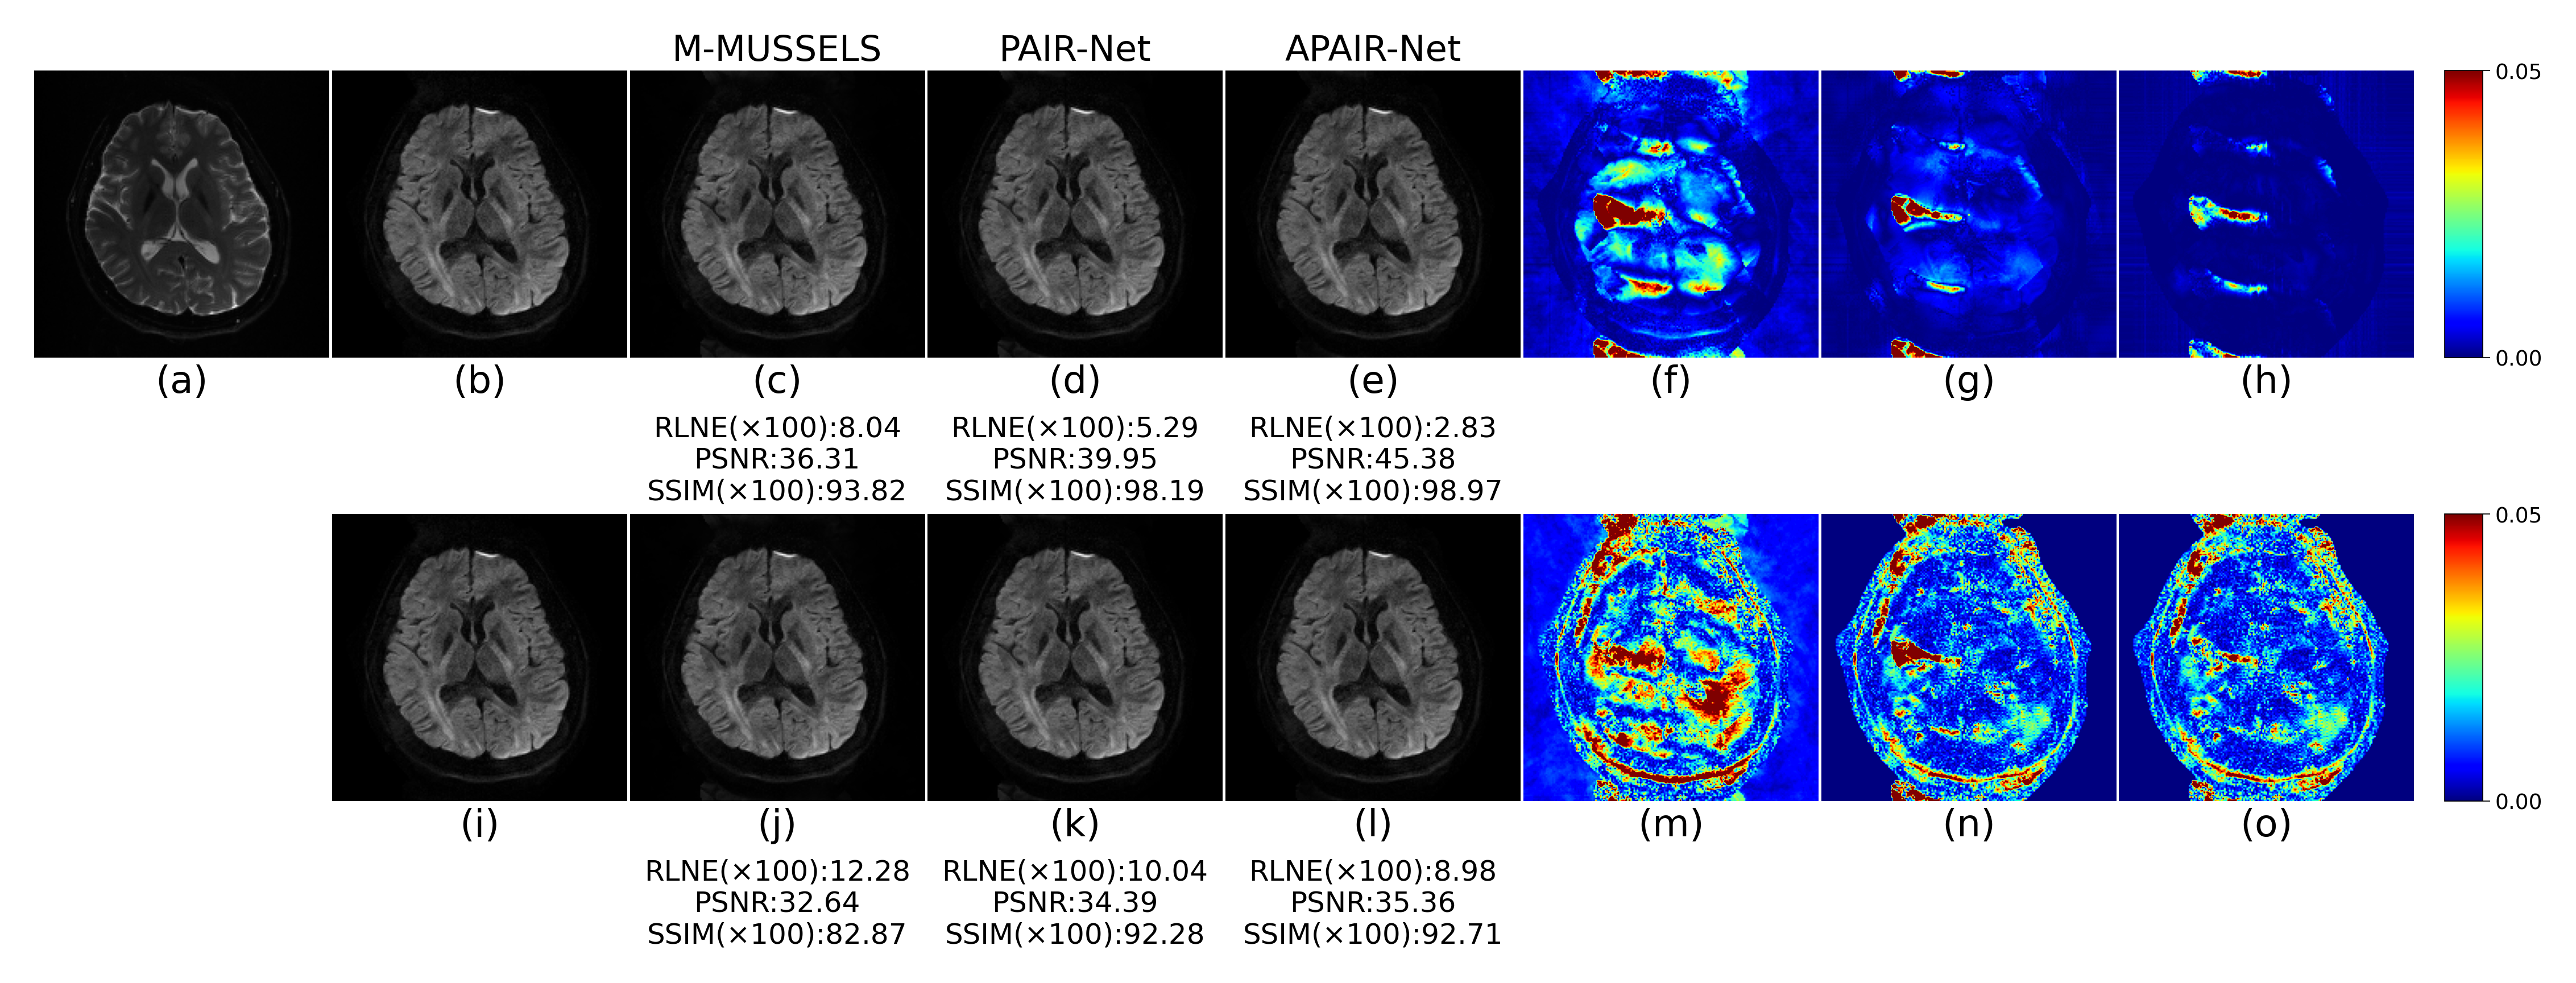 M-MUSSELS PAIR-Net APAIR-Net
0.05
0.00
(a) (b) (c) (d) (e) (f) (g) (h)
RLNE(×100):8.04 RLNE(×100):5.29 RLNE(×100):2.83
PSNR:36.31 PSNR:39.95 PSNR:45.38
SSIM(×100):93.82 SSIM(×100):98.19 SSIM(×100):98.97
0.05
0.00
(i) (j) (k) (l) (m) (n) (o)
RLNE(×100):12.28 RLNE(×100):10.04 RLNE(×100):8.98
PSNR:32.64 PSNR:34.39 PSNR:35.36
SSIM(×100):82.87 SSIM(×100):92.28 SSIM(×100):92.71